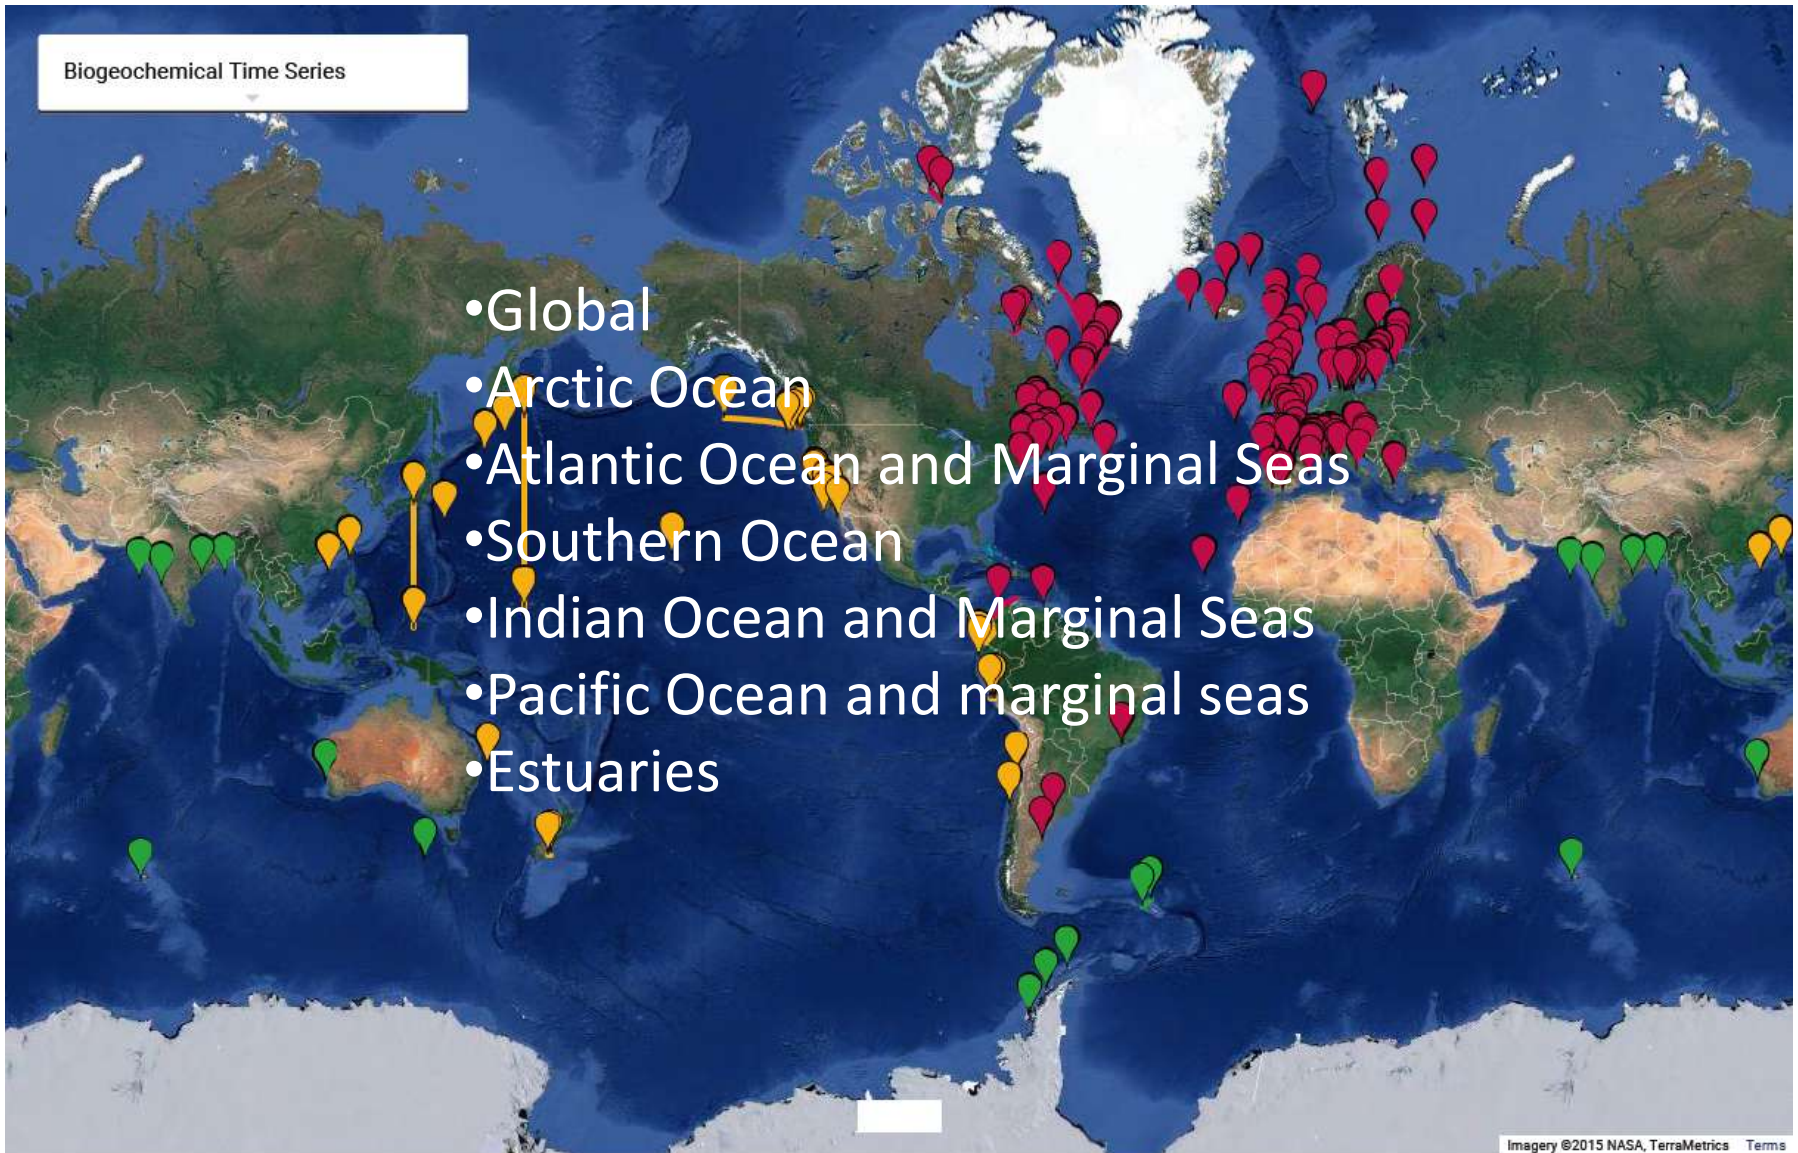 Biogeochemical Time Series
•Global
•Arctic Ocean
•Atlantic Ocean and Marginal Seas
•Southern Ocean
•Indian Ocean and Marginal Seas
•Pacific Ocean and marginal seas
•Estuaries
Imagery ©2015 NASA, TerraMetrics Terms